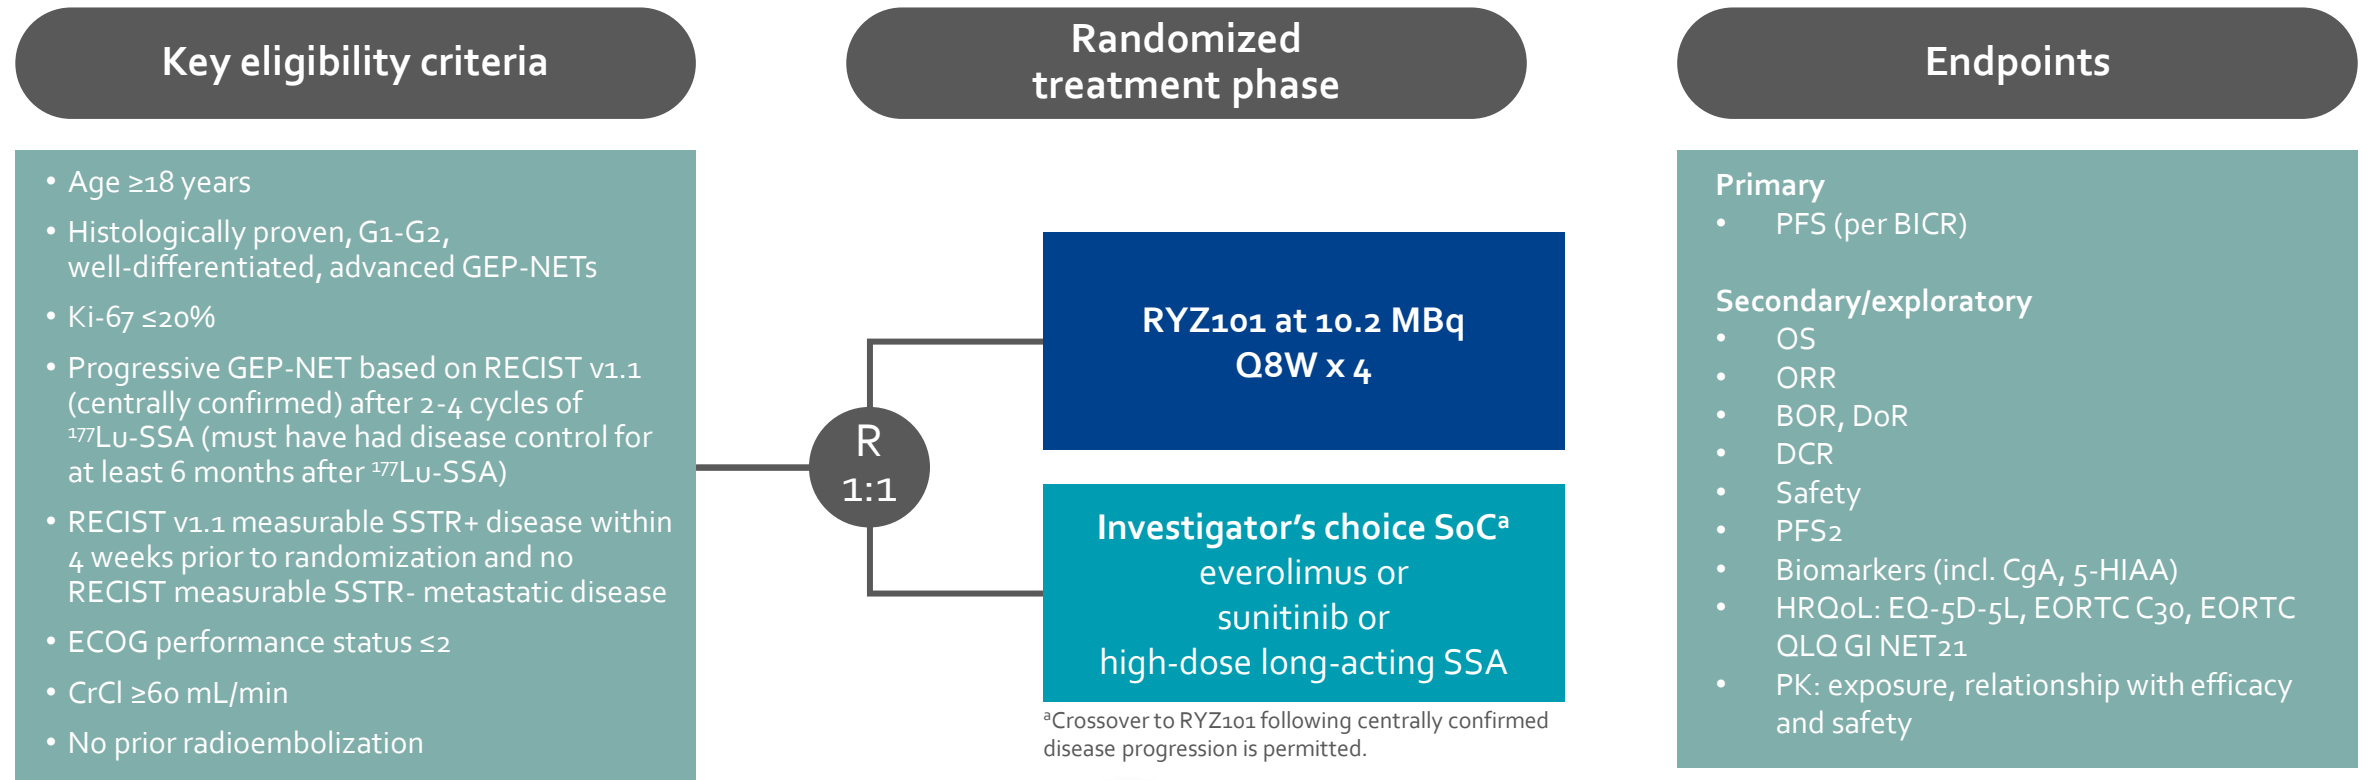 Key eligibility criteria
• Age ≥18 years
• Histologically proven, G1-G2,
well-differentiated, advanced GEP-NETs
• Ki-67 ≤20%
• Progressive GEP-NET based on RECIST v1.1
(centrally confirmed) after 2-4 cycles of
¹⁷⁷Lu-SSA (must have had disease control for
at least 6 months after ¹⁷⁷Lu-SSA)
• RECIST v1.1 measurable SSTR+ disease within
4 weeks prior to randomization and no
RECIST measurable SSTR- metastatic disease
• ECOG performance status ≤2
• CrCl ≥60 mL/min
• No prior radioembolization
Randomized
treatment phase
R
1:1
RYZ101 at 10.2 MBq
Q8W x 4
Investigator's choice SoCᵃ
everolimus or
sunitinib or
high-dose long-acting SSA
ᵃCrossover to RYZ101 following centrally confirmed
disease progression is permitted.
Endpoints
Primary
• PFS (per BICR)
Secondary/exploratory
• OS
• ORR
• BOR, DoR
• DCR
• Safety
• PFS2
• Biomarkers (incl. CgA, 5-HIAA)
• HRQoL: EQ-5D-5L, EORTC C30, EORTC
QLQ GI NET21
• PK: exposure, relationship with efficacy
and safety